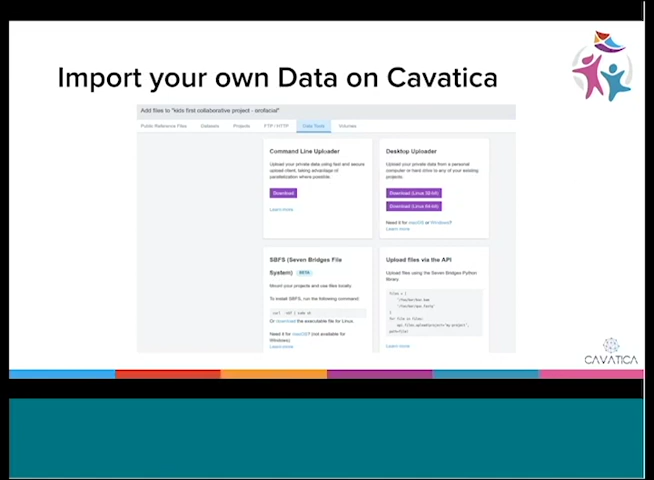 Import your own Data on Cavatica
Add files to "kids first collaborative project - orofacial"
Public Reference Files Datasets Projects FTP / HTTP Data Tools Volumes
Command Line Uploader
Upload your private data using fast and secure
upload client, taking advantage of
parallelization where possible.
Download
Learn more
Desktop Uploader
Upload your private data from a personal
computer or hard drive to any of your existing
projects.
Download (Linux 32-bit)
Download (Linux 64-bit)
Need it for macOS or Windows?
Learn more
SBFS (Seven Bridges File
System) BETA
Mount your projects and use files locally.
To install SBFS, run the following command:
Or download the executable file for Linux.
Need it for macOS? (not available for
Windows)
Learn more
Upload files via the API
Upload files using the Seven Bridges Python
library.
files = [
for file in files:
Learn more
CAVATICA